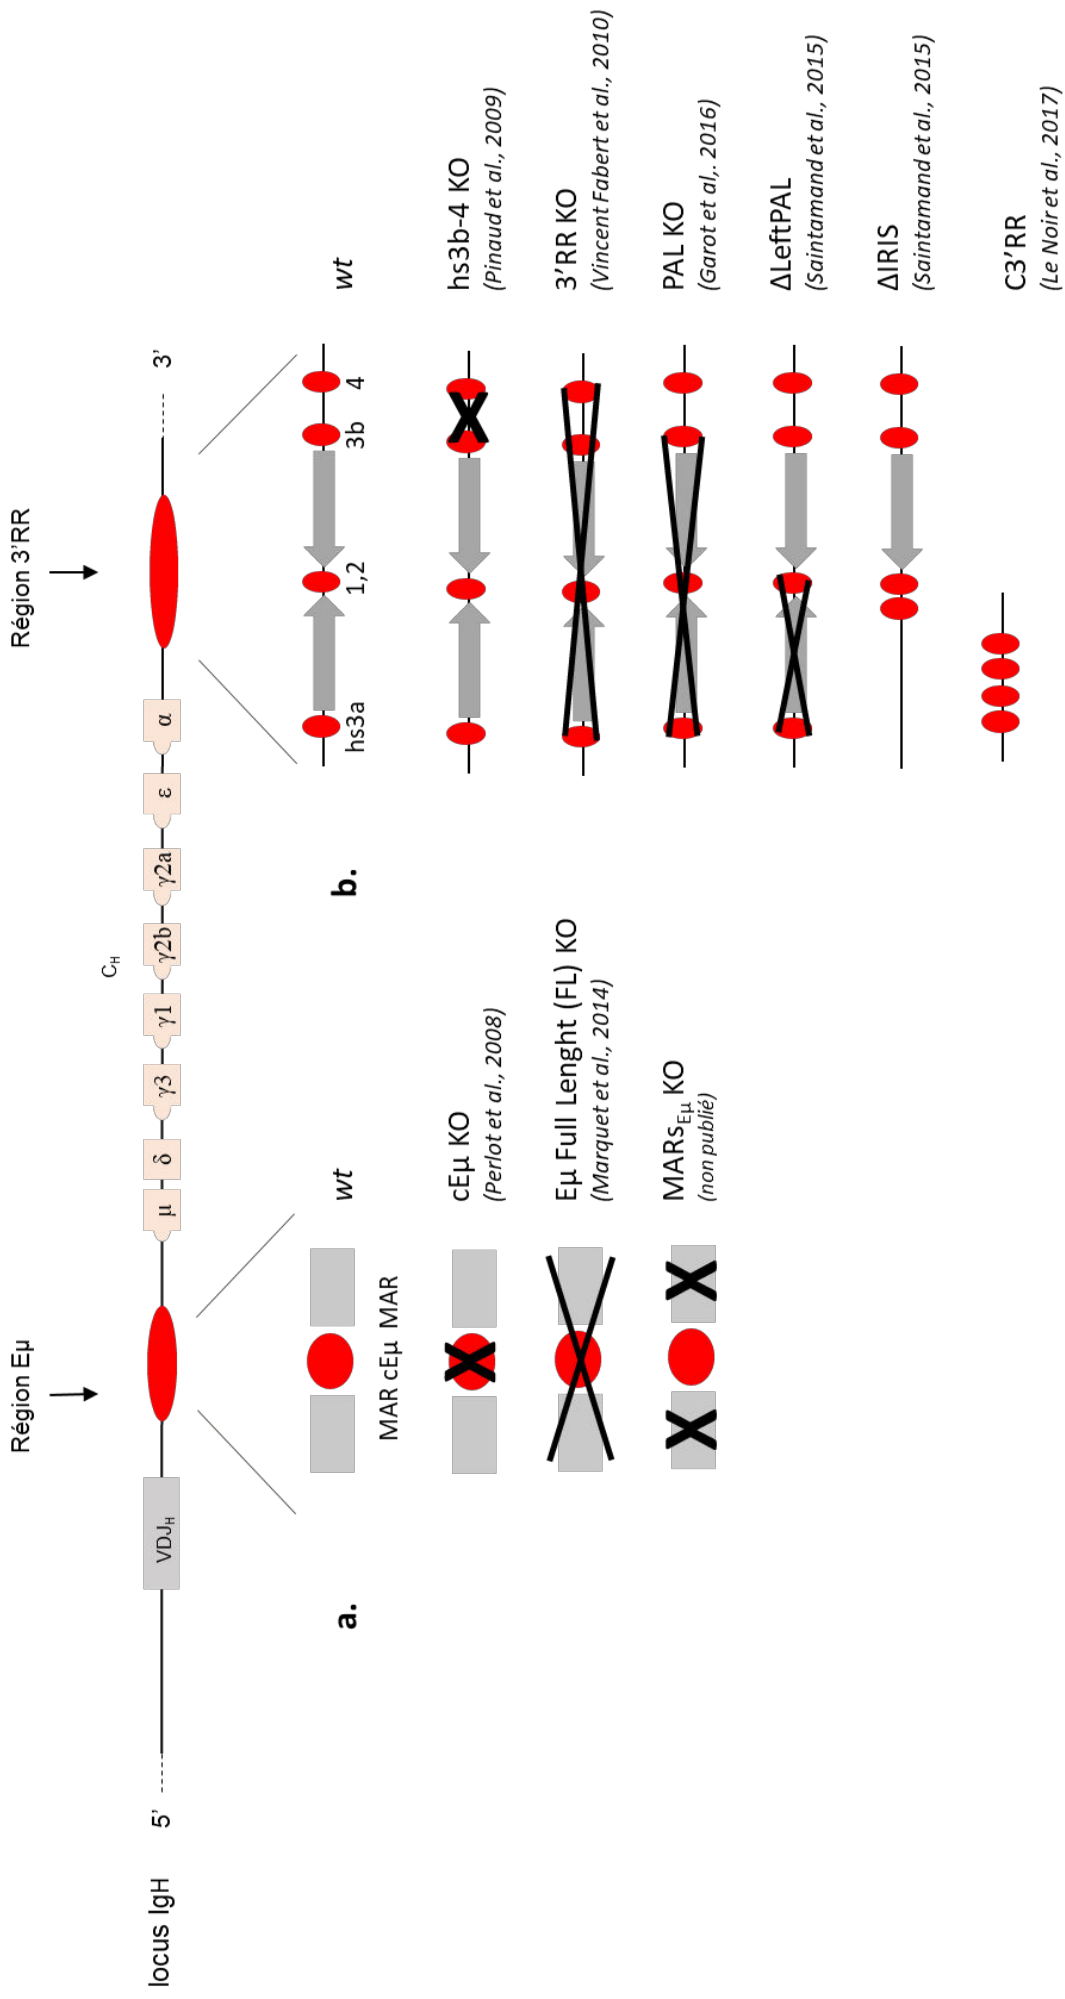 Région Eµ
Région 3'RR
C_H
locus IgH
5'
VDJ_H
μ
δ
γ3
γ1
γ2b
γ2a
ε
α
3'
a.
wt
MAR cEμ MAR
cEμ KO
(Perlot et al., 2008)
Eμ Full Lenght (FL) KO
(Marquet et al., 2014)
MARs_Eμ KO
(non publié)
b.
wt
hs3a
1,2
3b
4
hs3b-4 KO
(Pinaud et al., 2009)
3'RR KO
(Vincent Fabert et al., 2010)
PAL KO
(Garot et al,. 2016)
ΔLeftPAL
(Saintamand et al., 2015)
ΔIRIS
(Saintamand et al., 2015)
C3'RR
(Le Noir et al., 2017)